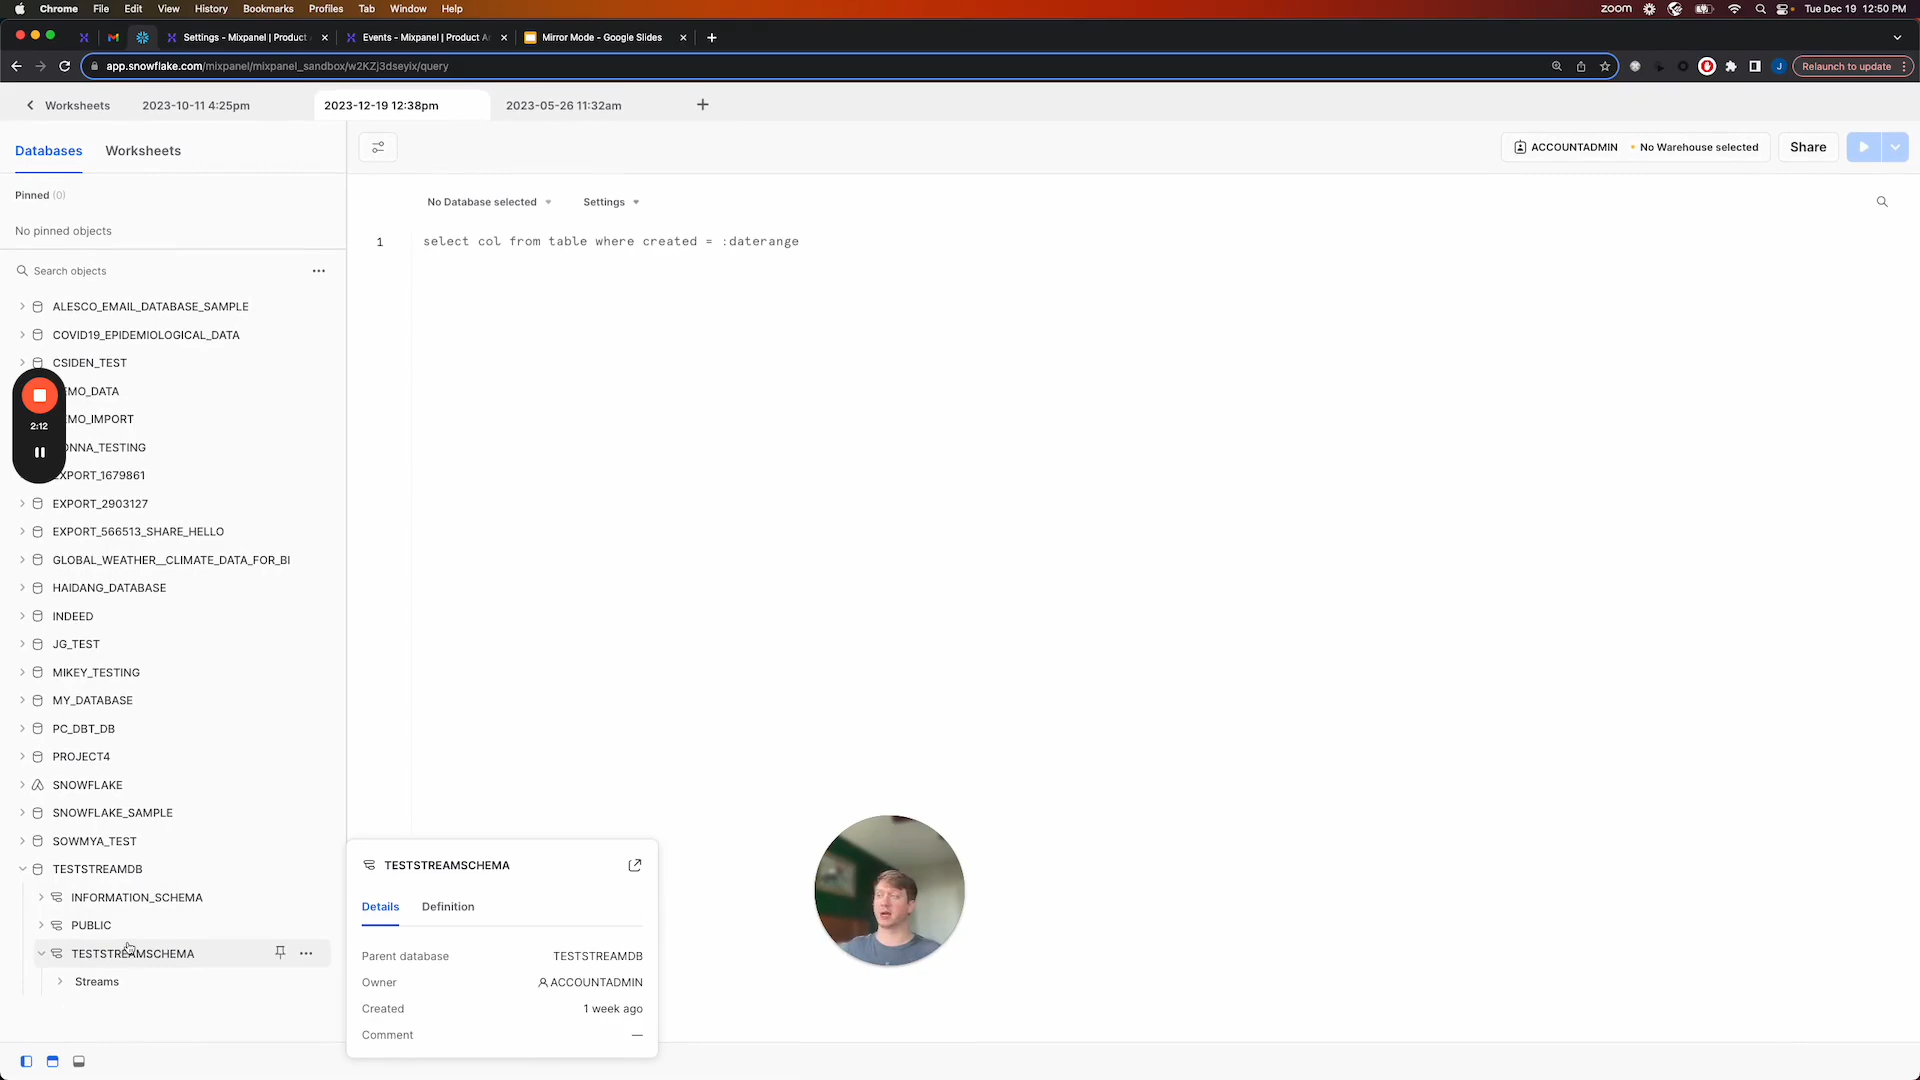 Chrome File Edit View History Bookmarks Profiles Tab Window Help zoom Tue Dec 19 12:50 PM
Settings - Mixpanel | Product Events - Mixpanel | Product A Mirror Mode - Google Slides
app.snowflake.com/mixpanel/mixpanel_sandbox/w2KZj3dseyix/query Relaunch to update
Worksheets 2023-10-11 4:25pm 2023-12-19 12:38pm 2023-05-26 11:32am
Databases Worksheets
ACCOUNTADMIN No Warehouse selected Share
Pinned (0)
No Database selected Settings
No pinned objects
1 select col from table where created = :daterange
Search objects
ALESCO_EMAIL_DATABASE_SAMPLE
COVID19_EPIDEMIOLOGICAL_DATA
CSIDEN_TEST
EMO_DATA
EMO_IMPORT
2:12
ONNA_TESTING
EXPORT_1679861
EXPORT_2903127
EXPORT_566513_SHARE_HELLO
GLOBAL_WEATHER__CLIMATE_DATA_FOR_BI
HAIDANG_DATABASE
INDEED
JG_TEST
MIKEY_TESTING
MY_DATABASE
PC_DBT_DB
PROJECT4
SNOWFLAKE
SNOWFLAKE_SAMPLE
SOWMYA_TEST
TESTSTREAMDB
INFORMATION_SCHEMA
PUBLIC
TESTSTREAMSCHEMA
Streams
TESTSTREAMSCHEMA
Details Definition
Parent database TESTSTREAMDB
Owner ACCOUNTADMIN
Created 1 week ago
Comment —